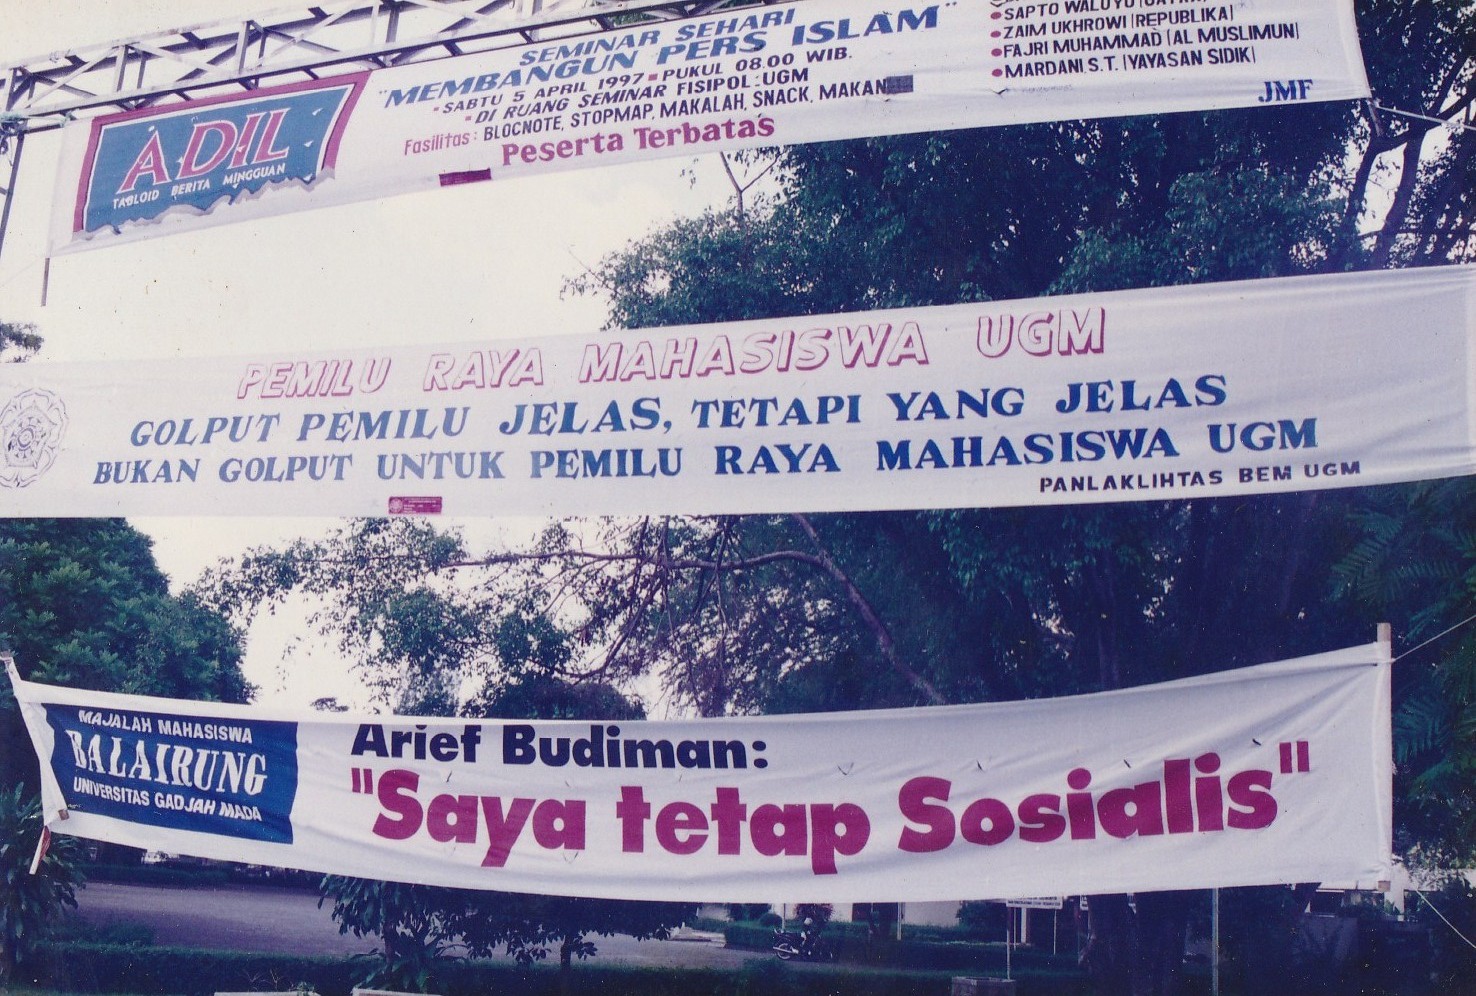 SEMINAR SEHARI
"MEMBANGUN PERS ISLAM"
SABTU 5 APRIL 1997 PUKUL 08.00 WIB.
DI RUANG SEMINAR FISIPOL: UGM
Fasilitas: BLOCNOTE, STOPMAP, MAKALAH, SNACK, MAKAN
Peserta Terbatas
ADIL
TABLOID BERITA MINGGUAN
SAPTO WALUYO
ZAIM UKHROWI (REPUBLIKA)
FAJRI MUHAMMAD (AL MUSLIMUN)
MARDANI S.T. (YAYASAN SIDIK)
JMF
PEMILU RAYA MAHASISWA UGM
GOLPUT PEMILU JELAS, TETAPI YANG JELAS
BUKAN GOLPUT UNTUK PEMILU RAYA MAHASISWA UGM
PANLAKLIHTAS BEM UGM
MAJALAH MAHASISWA
BALAIRUNG
UNIVERSITAS GADJAH MADA
Arief Budiman:
"Saya tetap Sosialis"